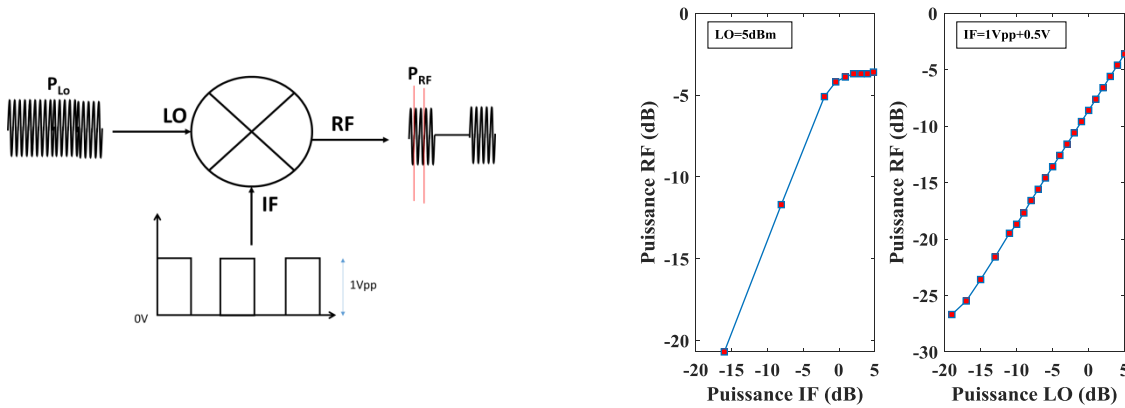 P_Lo
LO
RF
P_RF
IF
0V
1Vpp
LO=5dBm
0
-5
-10
-15
-20
-20 -15 -10 -5 0 5
Puissance RF (dB)
Puissance IF (dB)
IF=1Vpp+0.5V
0
-5
-10
-15
-20
-25
-30
-20 -15 -10 -5 0 5
Puissance RF (dB)
Puissance LO (dB)